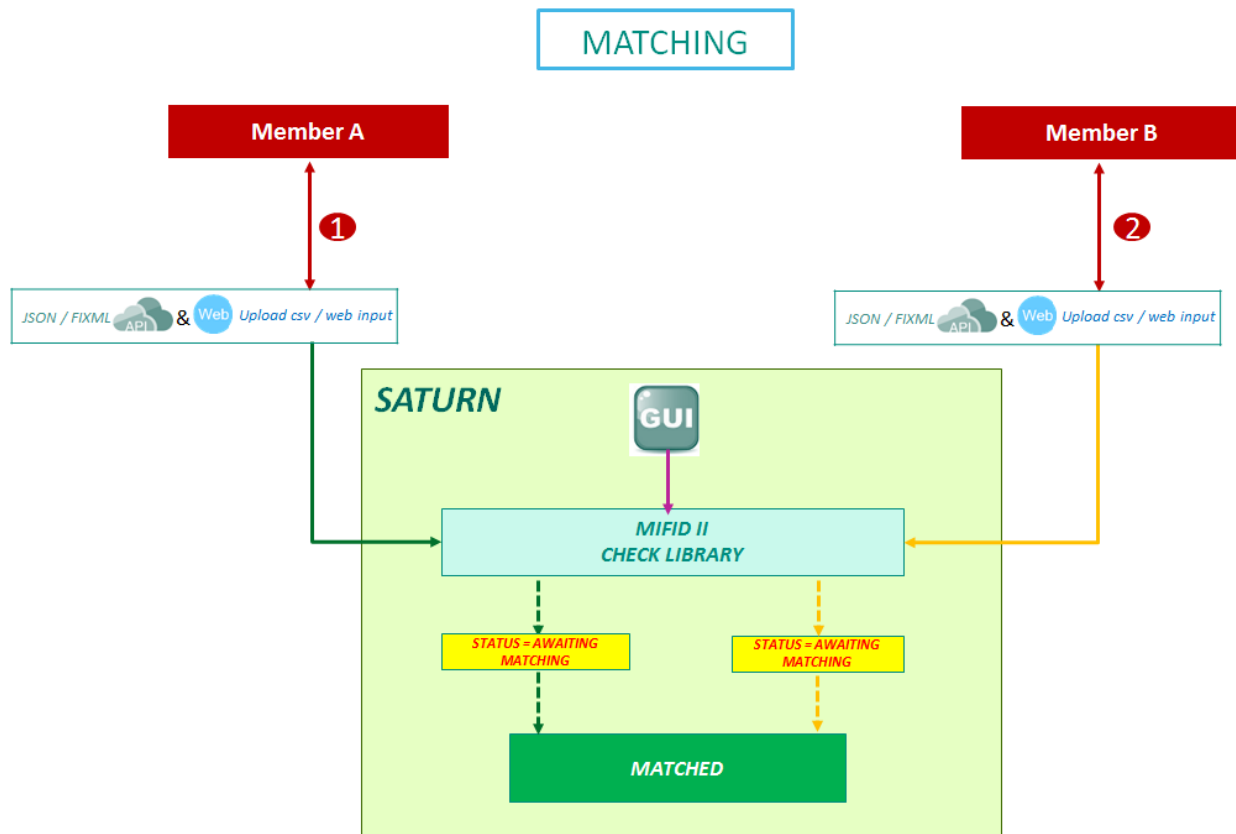 MATCHING
Member A
Member B
1
2
JSON / FIXML API & Web Upload csv / web input
JSON / FIXML API & Web Upload csv / web input
SATURN
GUI
MIFID II
CHECK LIBRARY
STATUS = AWAITING
MATCHING
STATUS = AWAITING
MATCHING
MATCHED